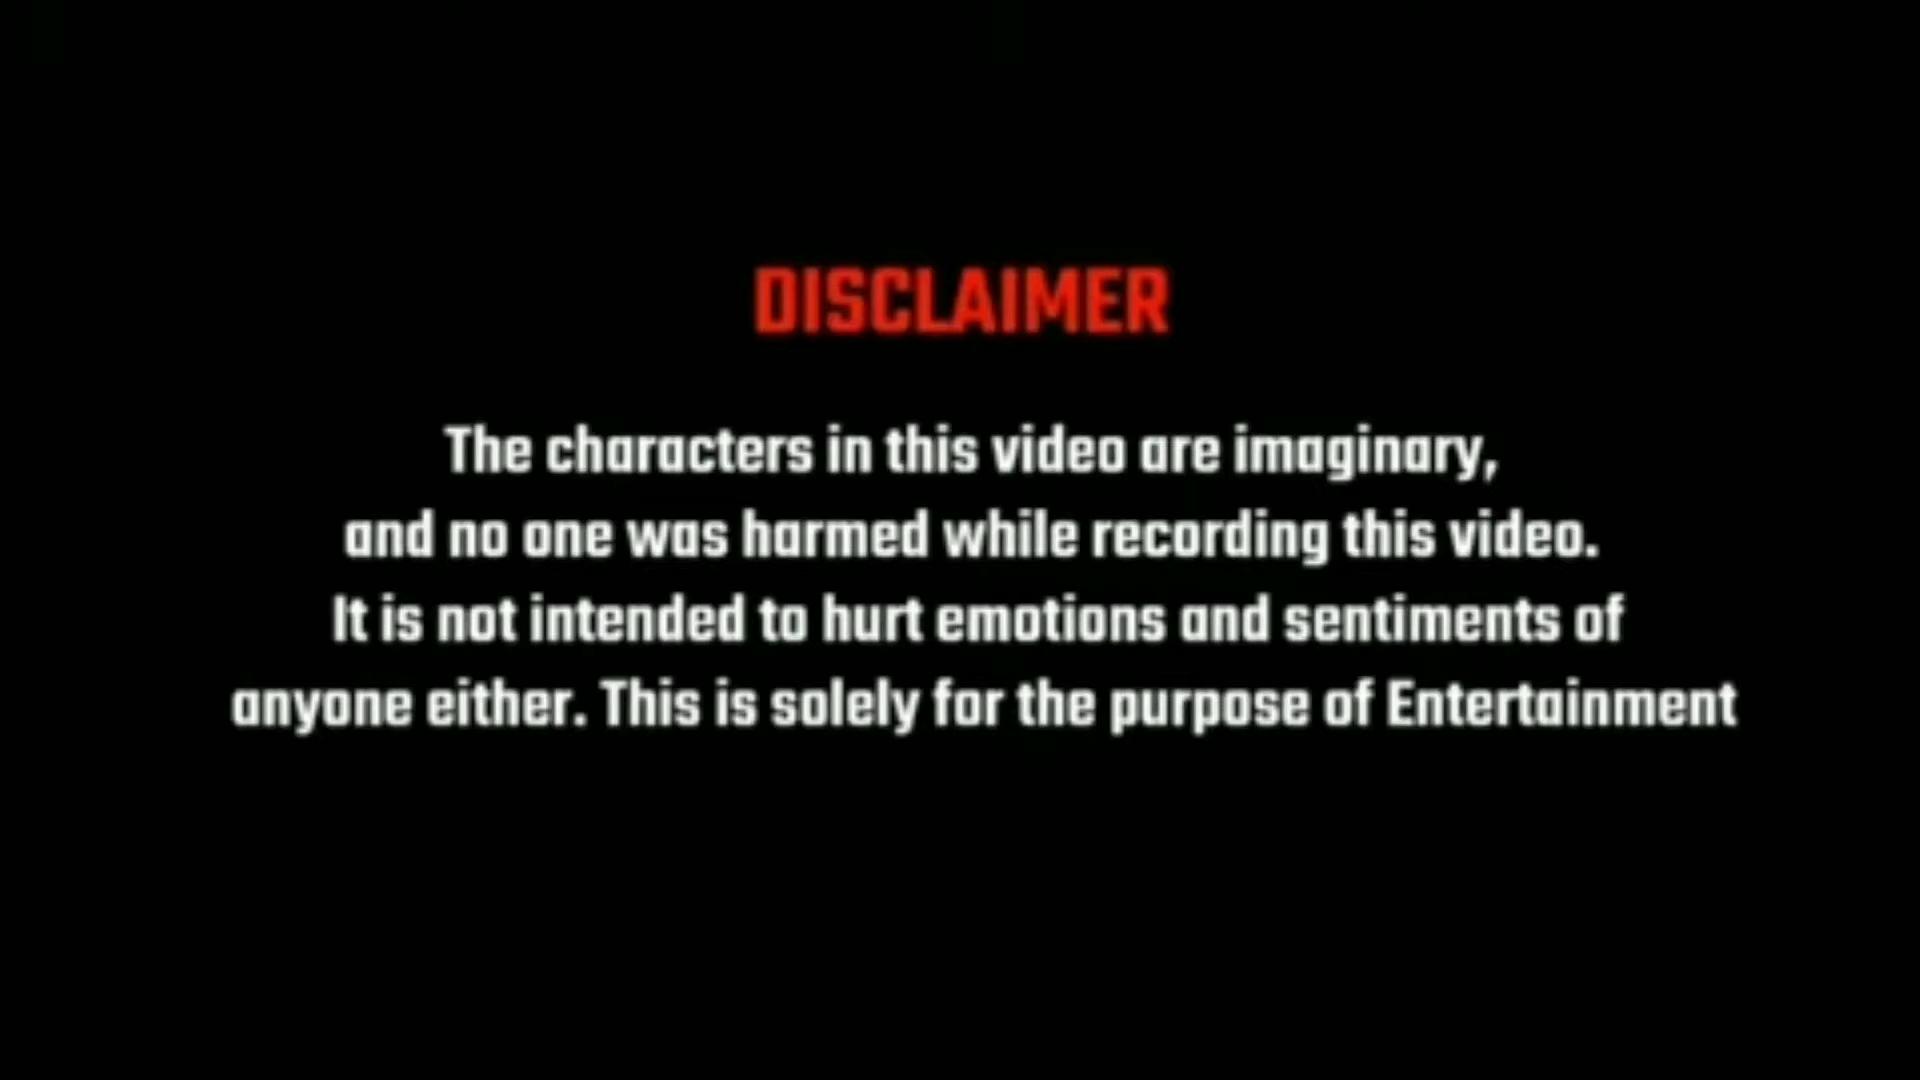 DISCLAIMER
The characters in this video are imaginary,
and no one was harmed while recording this video.
It is not intended to hurt emotions and sentiments of
anyone either. This is solely for the purpose of Entertainment